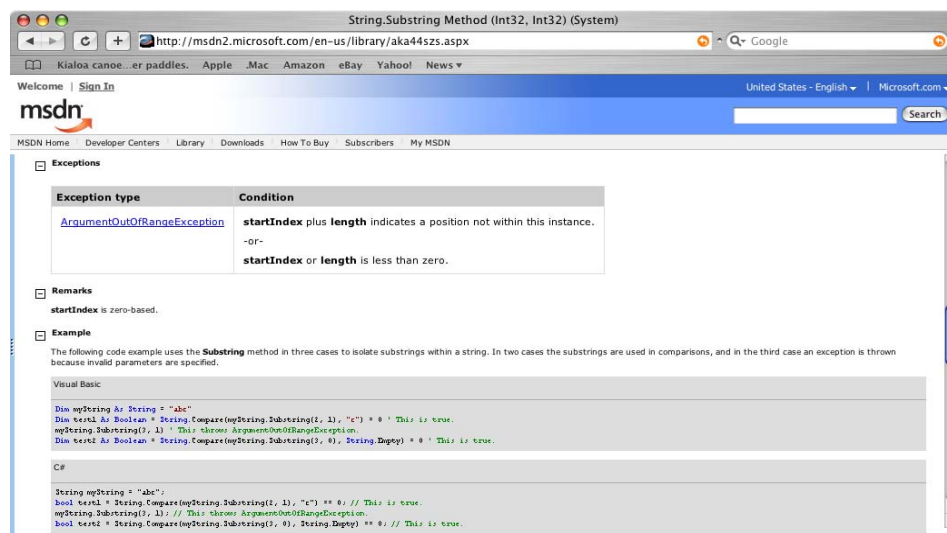 String.Substring Method (Int32, Int32) (System)
http://msdn2.microsoft.com/en-us/library/aka44szs.aspx
Google
Kialoa canoe...er paddles. Apple .Mac Amazon eBay Yahoo! News
Welcome | Sign In
United States - English | Microsoft.com
msdn
Search
MSDN Home Developer Centers Library Downloads How To Buy Subscribers My MSDN
Exceptions
Exception type Condition
ArgumentOutOfRangeException startIndex plus length indicates a position not within this instance.
-or-
startIndex or length is less than zero.
Remarks
startIndex is zero-based.
Example
The following code example uses the Substring method in three cases to isolate substrings within a string. In two cases the substrings are used in comparisons, and in the third case an exception is thrown
because invalid parameters are specified.
Visual Basic
Dim myString As String = "abc"
Dim test1 As Boolean = String.Compare(myString.Substring(2, 1), "c") = 0 ' This is true.
myString.Substring(3, 1) ' This throws ArgumentOutOfRangeException.
Dim test2 As Boolean = String.Compare(myString.Substring(3, 0), String.Empty) = 0 ' This is true.
C#
String myString = "abc";
bool test1 = String.Compare(myString.Substring(2, 1), "c") == 0; // This is true.
myString.Substring(3, 1); // This throws ArgumentOutOfRangeException.
bool test2 = String.Compare(myString.Substring(3, 0), String.Empty) == 0; // This is true.